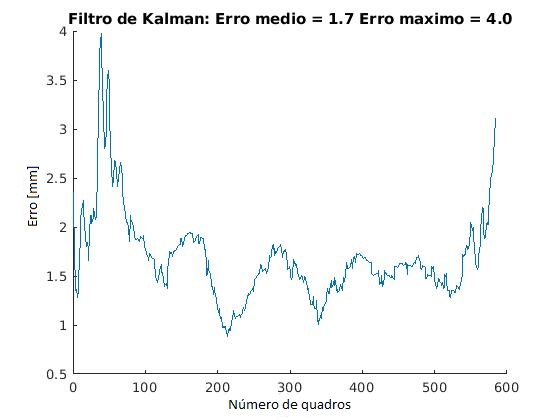 Filtro de Kalman: Erro medio = 1.7 Erro maximo = 4.0
4
3.5
3
2.5
2
1.5
1
0.5
Erro [mm]
0 100 200 300 400 500 600
Número de quadros